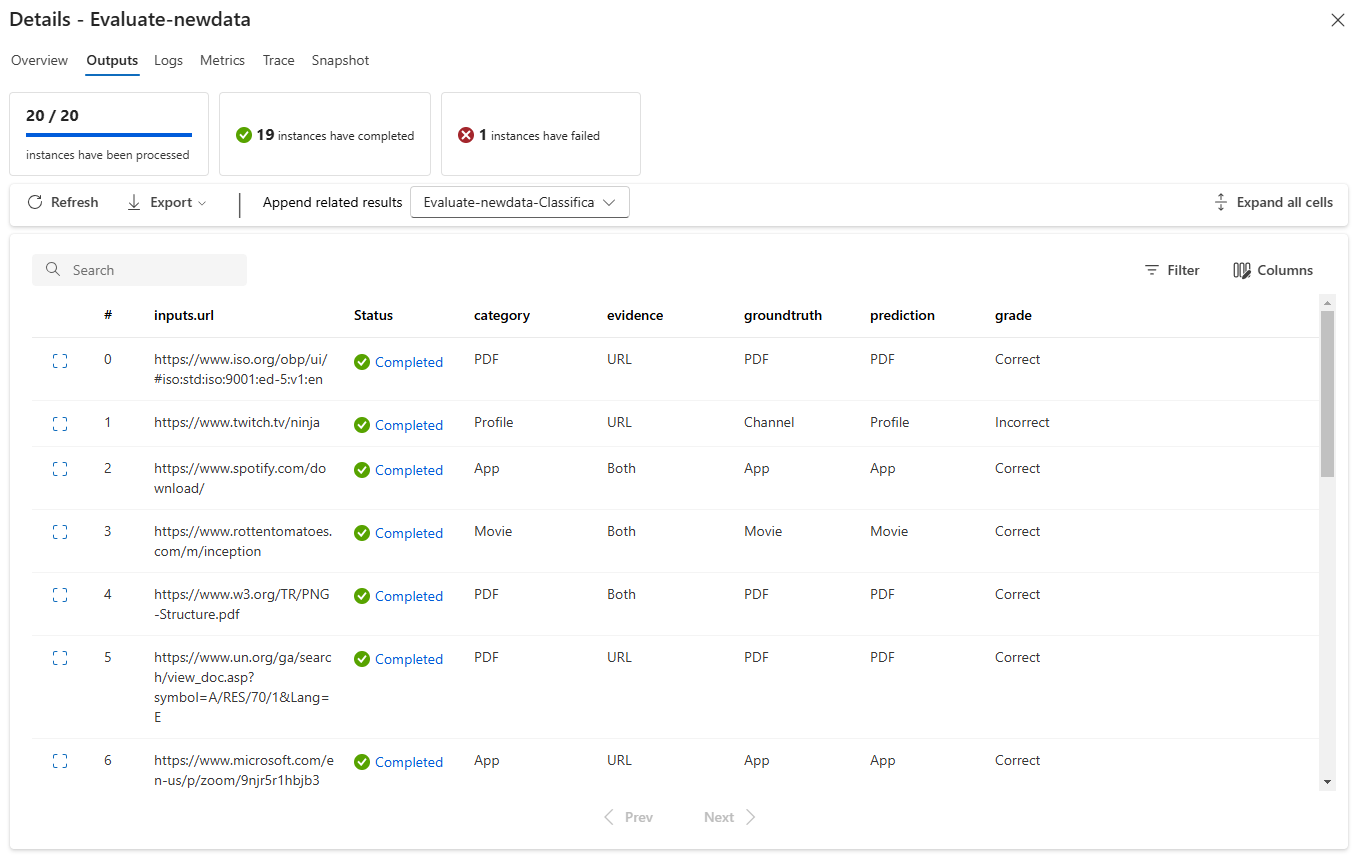 Details - Evaluate-newdata
Overview Outputs Logs Metrics Trace Snapshot
20 / 20
instances have been processed
19 instances have completed
1 instances have failed
Refresh Export Append related results Evaluate-newdata-Classifica Expand all cells
Search Filter Columns
# inputs.url Status category evidence groundtruth prediction grade
0 https://www.iso.org/obp/ui/ Completed PDF URL PDF PDF Correct
#iso:std:iso:9001:ed-5:v1:en
1 https://www.twitch.tv/ninja Completed Profile URL Channel Profile Incorrect
2 https://www.spotify.com/do Completed App Both App App Correct
wnload/
3 https://www.rottentomatoes. Completed Movie Both Movie Movie Correct
com/m/inception
4 https://www.w3.org/TR/PNG Completed PDF Both PDF PDF Correct
-Structure.pdf
5 https://www.un.org/ga/searc Completed PDF URL PDF PDF Correct
h/view_doc.asp?
symbol=A/RES/70/1&Lang=
E
6 https://www.microsoft.com/e Completed App URL App App Correct
n-us/p/zoom/9njr5r1hbjb3
Prev Next